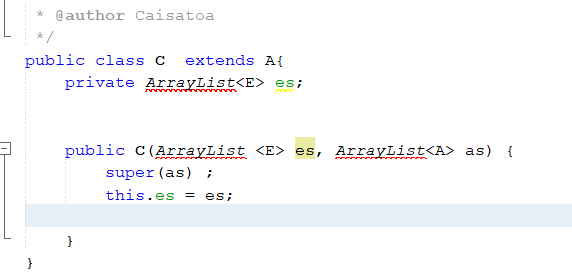 * @author Caisatoa
*/
public class C  extends A{
private ArrayList<E> es;
public C(ArrayList <E> es, ArrayList<A> as) {
super(as) ;
this.es = es;
}
}